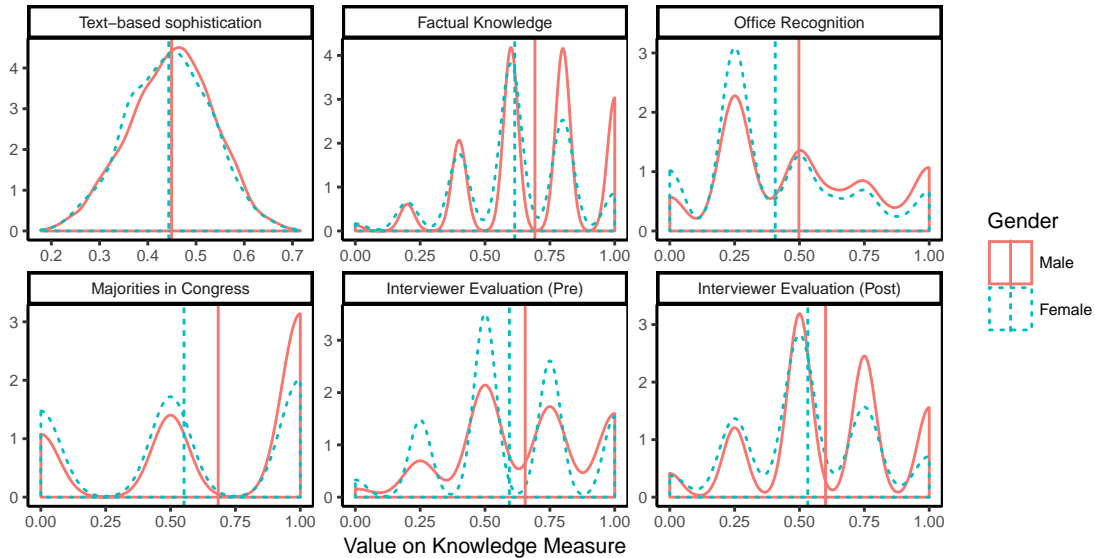 Text−based sophistication
Factual Knowledge
Office Recognition
4
3
2
1
0
0.2 0.3 0.4 0.5 0.6 0.7
4
3
2
1
0
0.00 0.25 0.50 0.75 1.00
3
2
1
0
0.00 0.25 0.50 0.75 1.00
Majorities in Congress
Interviewer Evaluation (Pre)
Interviewer Evaluation (Post)
3
2
1
0
0.00 0.25 0.50 0.75 1.00
3
2
1
0
0.00 0.25 0.50 0.75 1.00
3
2
1
0
0.00 0.25 0.50 0.75 1.00
Value on Knowledge Measure
Gender
Male
Female